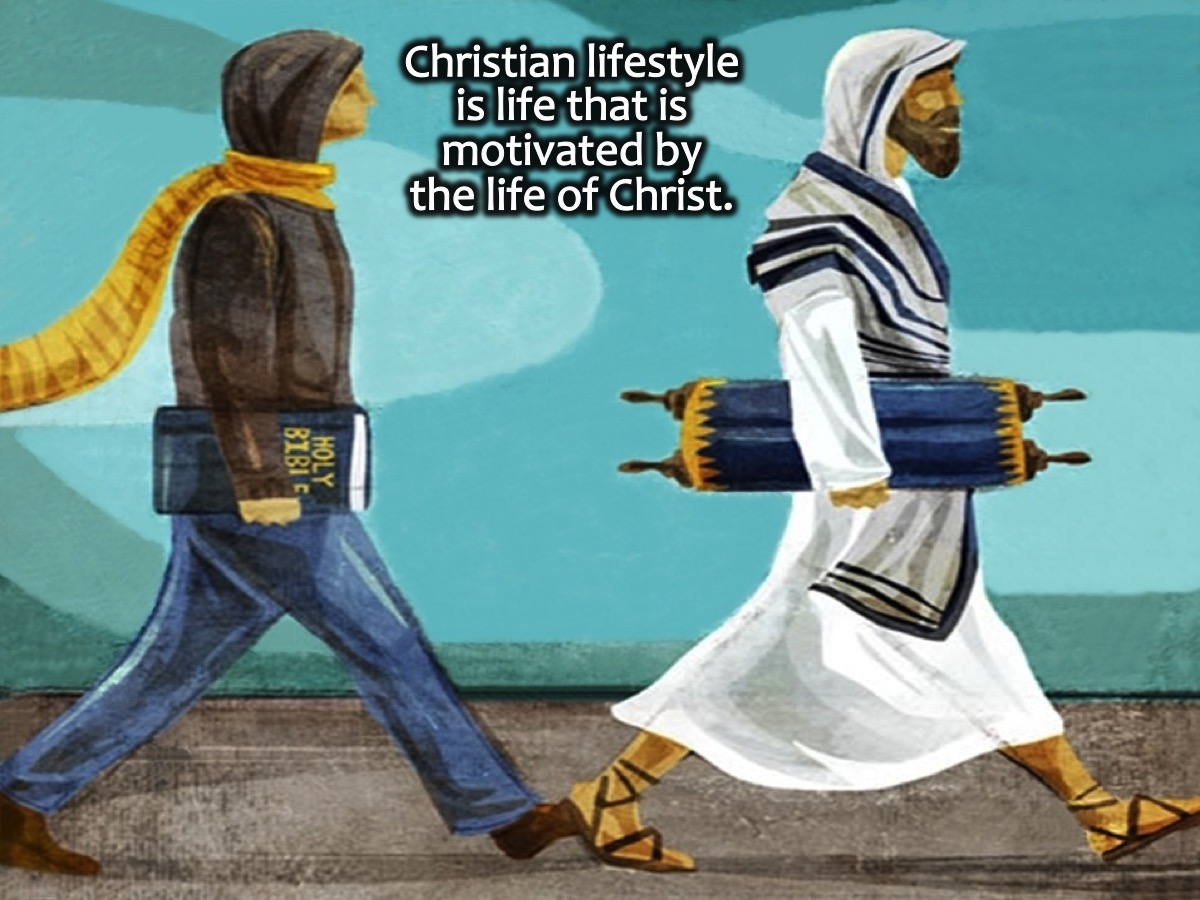 Christian lifestyle
is life that is
motivated by
the life of Christ.
HOLY
BIBLE